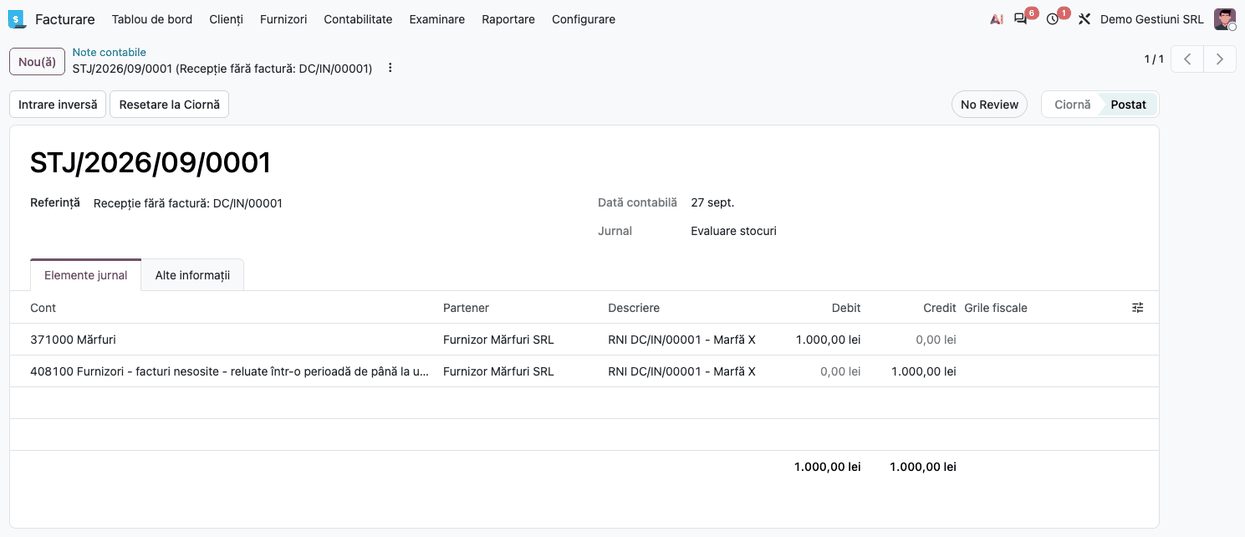 Facturare Tablou de bord Clienți Furnizori Contabilitate Examinare Raportare Configurare AI 6 1 Demo Gestiuni SRL
Nou(ă) Note contabile
STJ/2026/09/0001 (Recepție fără factură: DC/IN/00001) 1 / 1
Intrare inversă Resetare la Ciornă No Review Ciornă Postat
STJ/2026/09/0001
Referință Recepție fără factură: DC/IN/00001 Dată contabilă 27 sept.
Jurnal Evaluare stocuri
Elemente jurnal Alte informații
Cont Partener Descriere Debit Credit Grile fiscale
371000 Mărfuri Furnizor Mărfuri SRL RNI DC/IN/00001 - Marfă X 1.000,00 lei 0,00 lei
408100 Furnizori - facturi nesosite - reluate într-o perioadă de până la u... Furnizor Mărfuri SRL RNI DC/IN/00001 - Marfă X 0,00 lei 1.000,00 lei
1.000,00 lei 1.000,00 lei